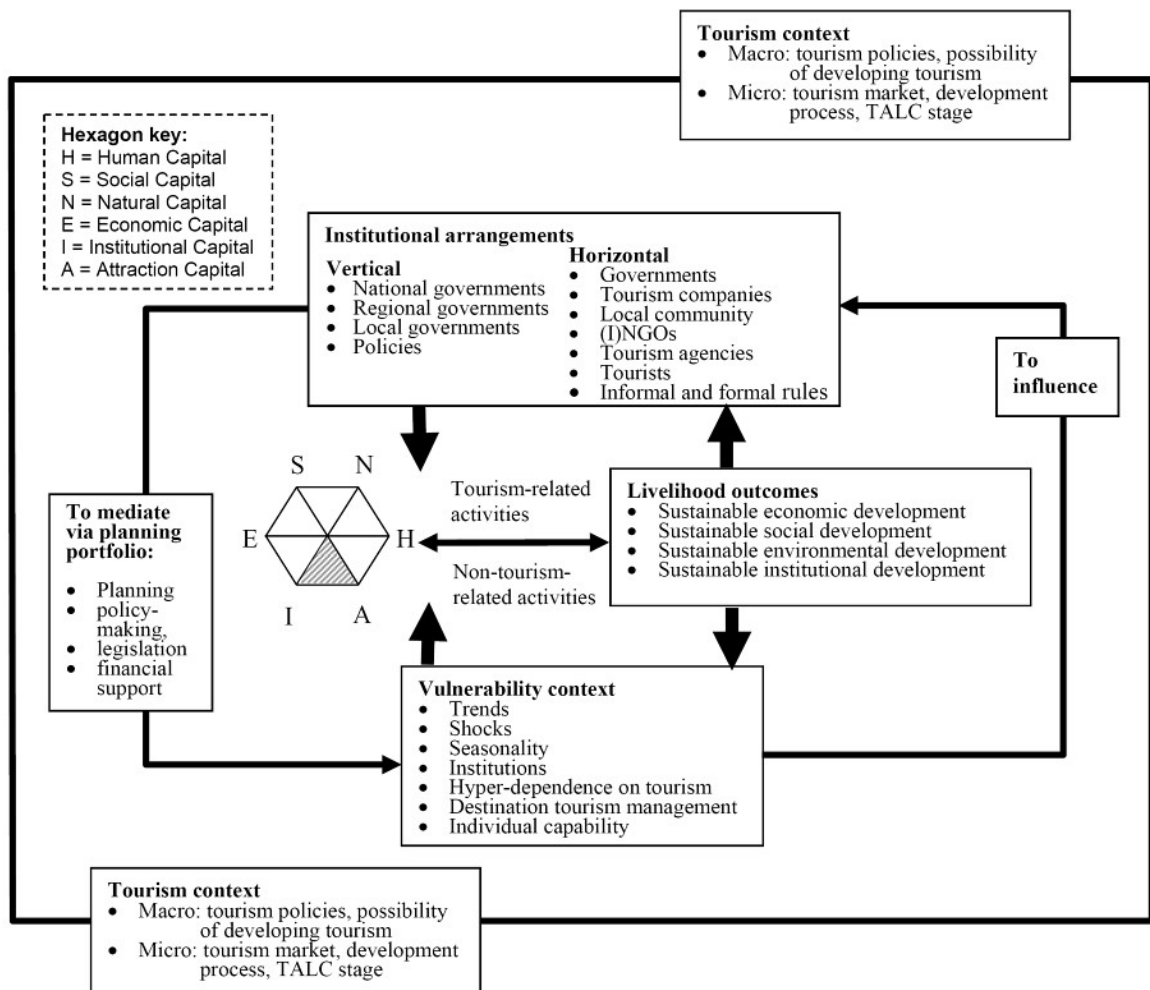 Tourism context
• Macro: tourism policies, possibility
of developing tourism
• Micro: tourism market, development
process, TALC stage
Hexagon key:
H = Human Capital
S = Social Capital
N = Natural Capital
E = Economic Capital
I = Institutional Capital
A = Attraction Capital
Institutional arrangements
Vertical
• National governments
• Regional governments
• Local governments
• Policies
Horizontal
• Governments
• Tourism companies
• Local community
• (I)NGOs
• Tourism agencies
• Tourists
• Informal and formal rules
To
influence
S N
E H
I A
Tourism-related
activities
Non-tourism-
related activities
Livelihood outcomes
• Sustainable economic development
• Sustainable social development
• Sustainable environmental development
• Sustainable institutional development
To mediate
via planning
portfolio:
• Planning
• policy-
making,
• legislation
• financial
support
Vulnerability context
• Trends
• Shocks
• Seasonality
• Institutions
• Hyper-dependence on tourism
• Destination tourism management
• Individual capability
Tourism context
• Macro: tourism policies, possibility
of developing tourism
• Micro: tourism market, development
process, TALC stage